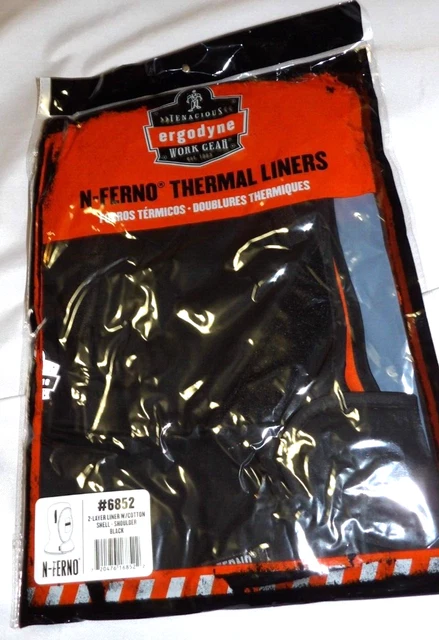 TENACIOUS
ergodyne
WORK GEAR
EST. 1983
N-FERNO® THERMAL LINERS
FORROS TÉRMICOS • DOUBLURES THERMIQUES
#6852
2-LAYER LINER W/COTTON
SHELL - SHOULDER
BLACK
N-FERNO®